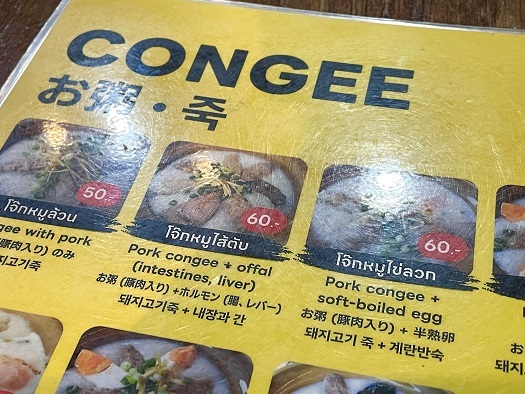 CONGEE
お粥・죽
50.-
โจ๊กหมูล้วน
gee with pork
(豚肉入り) のみ
지고기죽
60.-
โจ๊กหมูไส้ตับ
Pork congee + offal
(intestines, liver)
お粥 (豚肉入り) +ホルモン (腸、レバー)
돼지고기죽 + 내장과 간
60.-
โจ๊กหมูไข่ลวก
Pork congee +
soft-boiled egg
お粥 (豚肉入り) + 半熟卵
돼지고기 죽 + 계란반숙